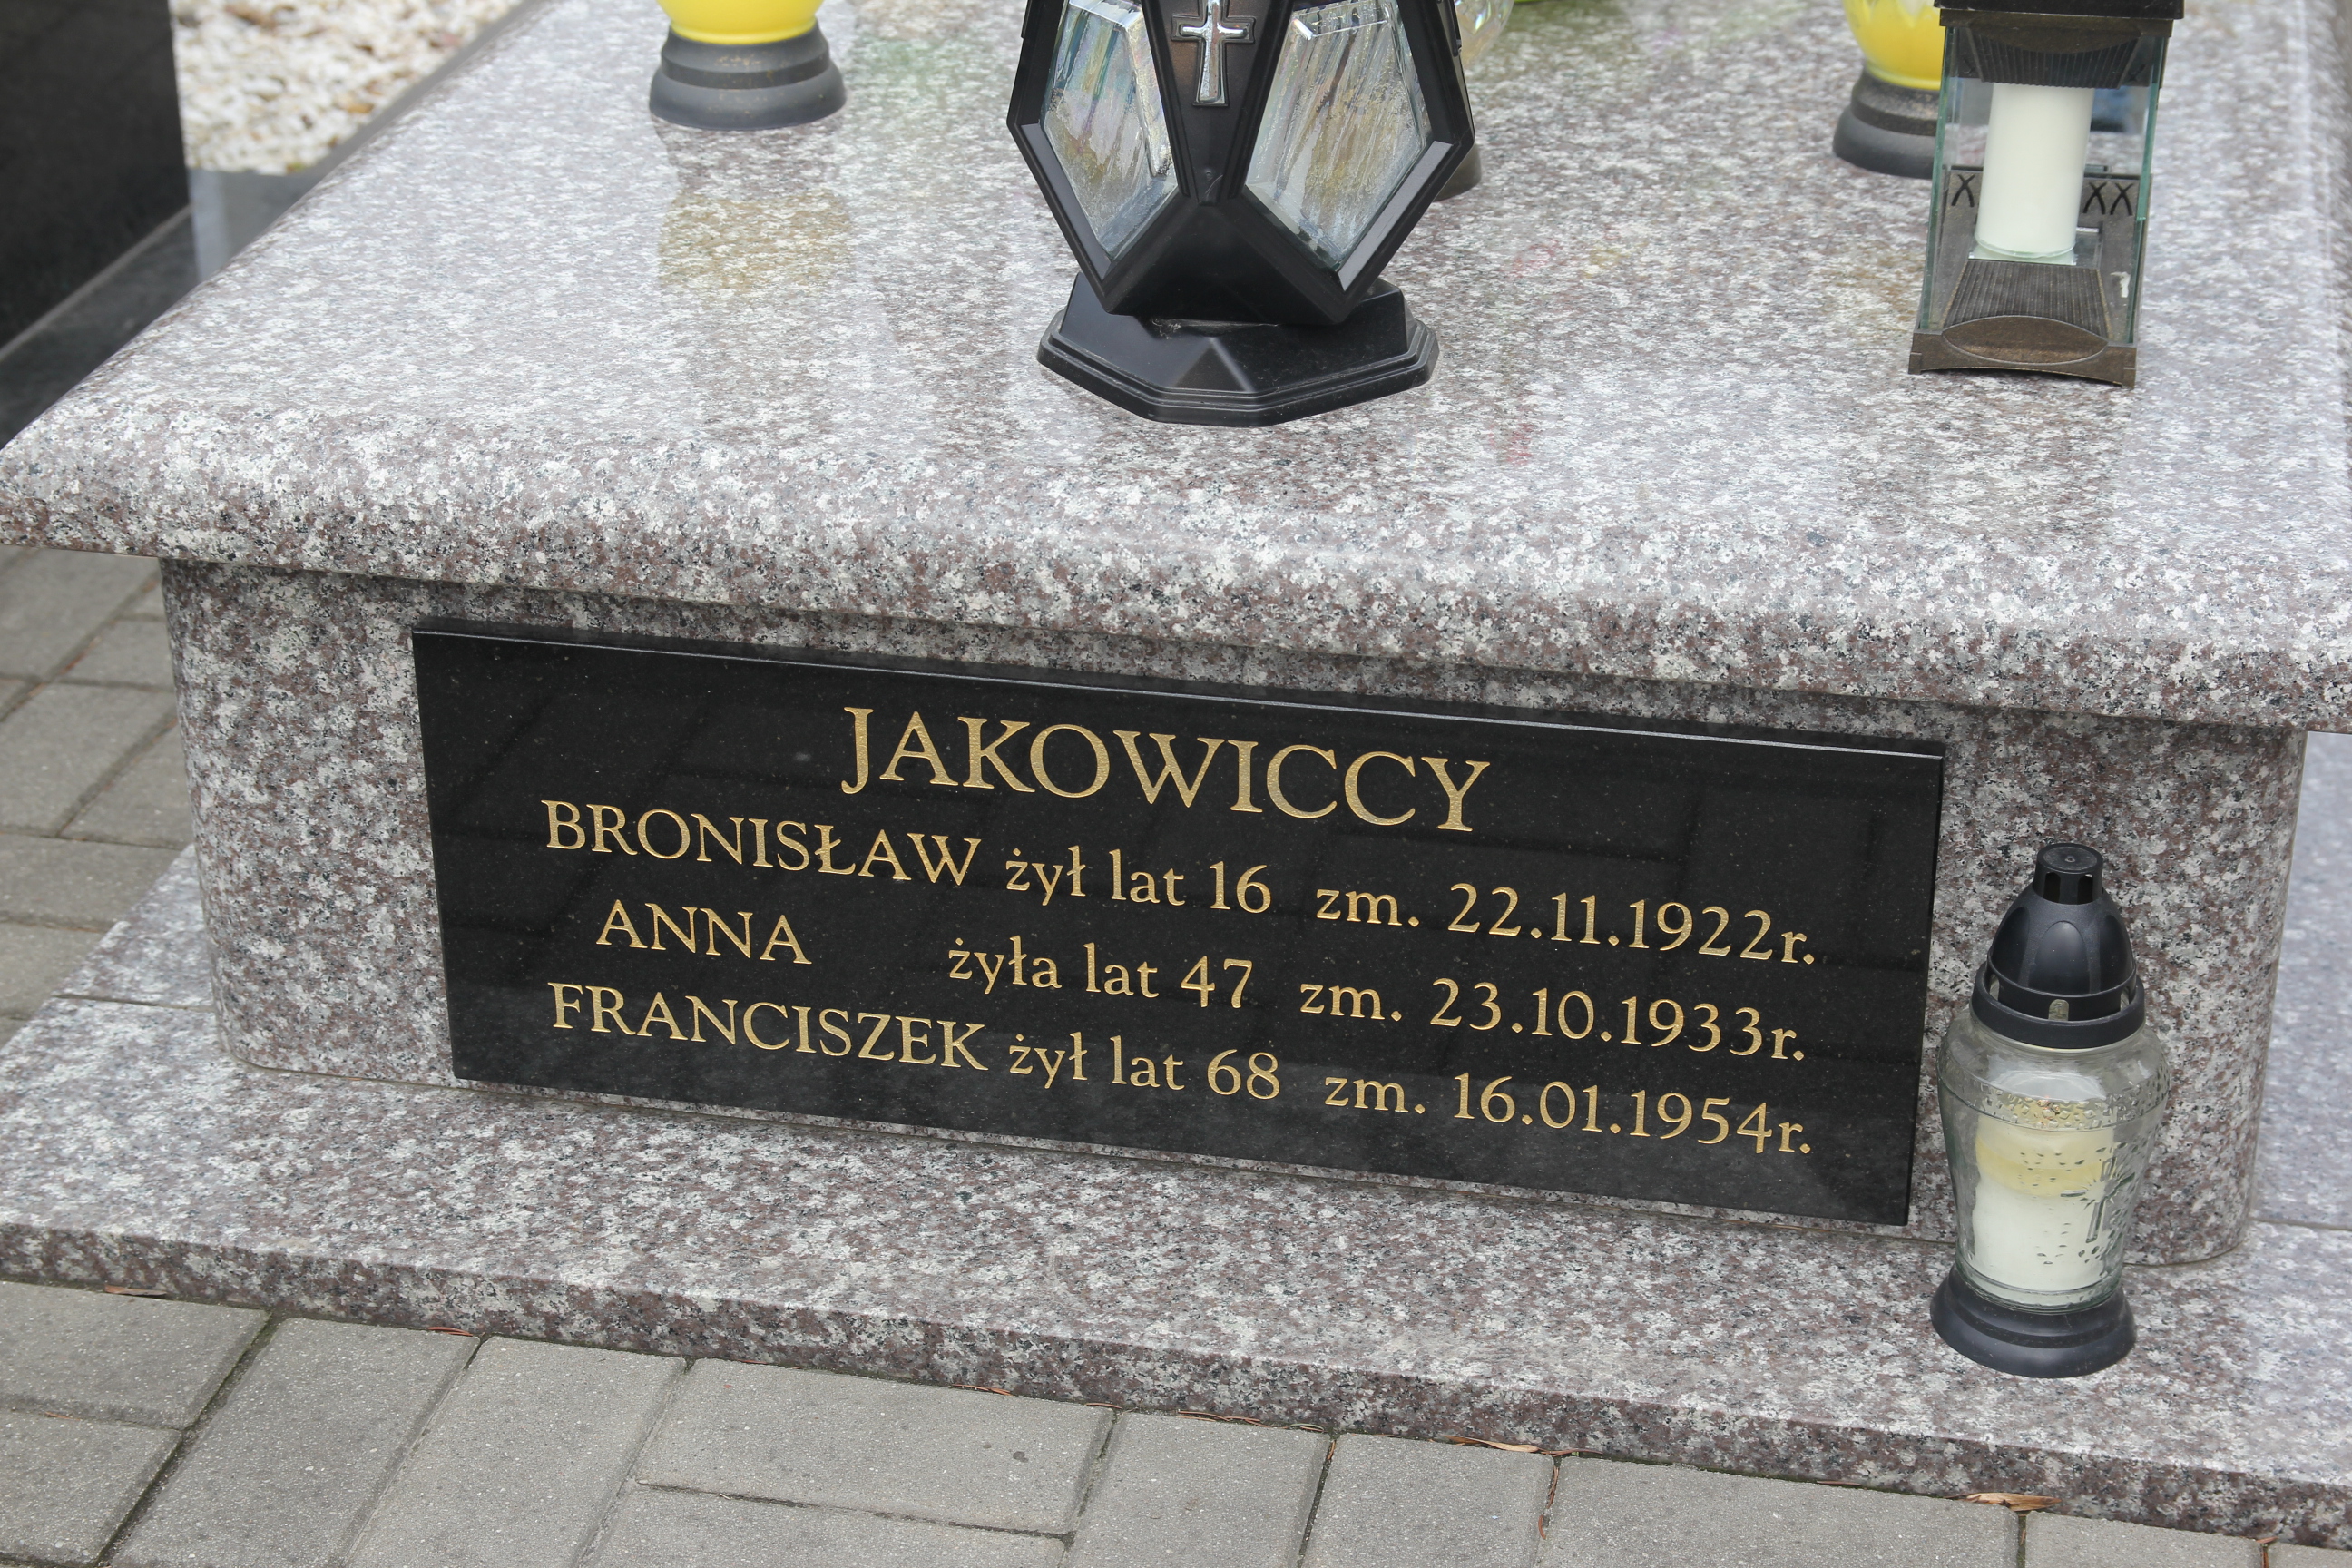 JAKOWICCY
BRONISŁAW żył lat 16 zm. 22.11.1922r.
ANNA żyła lat 47 zm. 23.10.1933r.
FRANCISZEK żył lat 68 zm. 16.01.1954r.